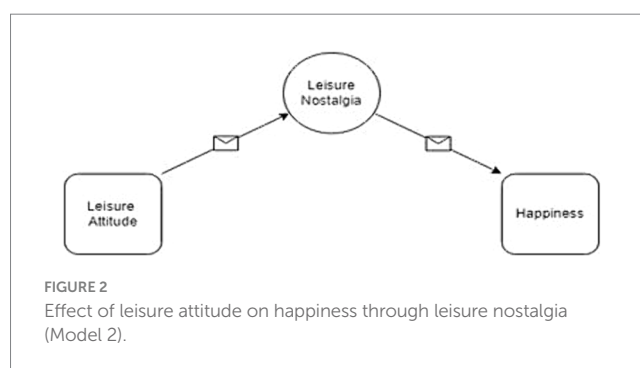 Leisure
Nostalgia
Leisure
Attitude
Happiness
FIGURE 2
Effect of leisure attitude on happiness through leisure nostalgia
(Model 2).